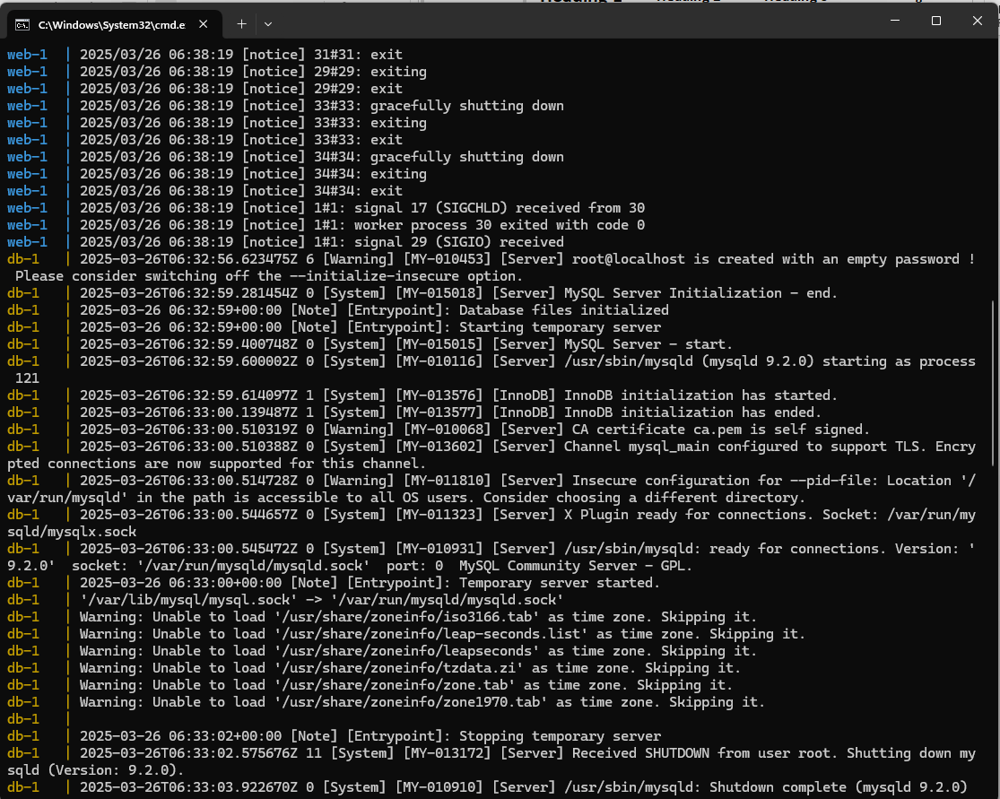 C:\Windows\System32\cmd.e
web-1  | 2025/03/26 06:38:19 [notice] 31#31: exit
web-1  | 2025/03/26 06:38:19 [notice] 29#29: exiting
web-1  | 2025/03/26 06:38:19 [notice] 29#29: exit
web-1  | 2025/03/26 06:38:19 [notice] 33#33: gracefully shutting down
web-1  | 2025/03/26 06:38:19 [notice] 33#33: exiting
web-1  | 2025/03/26 06:38:19 [notice] 33#33: exit
web-1  | 2025/03/26 06:38:19 [notice] 34#34: gracefully shutting down
web-1  | 2025/03/26 06:38:19 [notice] 34#34: exiting
web-1  | 2025/03/26 06:38:19 [notice] 34#34: exit
web-1  | 2025/03/26 06:38:19 [notice] 1#1: signal 17 (SIGCHLD) received from 30
web-1  | 2025/03/26 06:38:19 [notice] 1#1: worker process 30 exited with code 0
web-1  | 2025/03/26 06:38:19 [notice] 1#1: signal 29 (SIGIO) received
db-1   | 2025-03-26T06:32:56.623475Z 6 [Warning] [MY-010453] [Server] root@localhost is created with an empty password !
 Please consider switching off the --initialize-insecure option.
db-1   | 2025-03-26T06:32:59.281454Z 0 [System] [MY-015018] [Server] MySQL Server Initialization - end.
db-1   | 2025-03-26 06:32:59+00:00 [Note] [Entrypoint]: Database files initialized
db-1   | 2025-03-26 06:32:59+00:00 [Note] [Entrypoint]: Starting temporary server
db-1   | 2025-03-26T06:32:59.400748Z 0 [System] [MY-015015] [Server] MySQL Server - start.
db-1   | 2025-03-26T06:32:59.600002Z 0 [System] [MY-010116] [Server] /usr/sbin/mysqld (mysqld 9.2.0) starting as process
 121
db-1   | 2025-03-26T06:32:59.614097Z 1 [System] [MY-013576] [InnoDB] InnoDB initialization has started.
db-1   | 2025-03-26T06:33:00.139487Z 1 [System] [MY-013577] [InnoDB] InnoDB initialization has ended.
db-1   | 2025-03-26T06:33:00.510319Z 0 [Warning] [MY-010068] [Server] CA certificate ca.pem is self signed.
db-1   | 2025-03-26T06:33:00.510388Z 0 [System] [MY-013602] [Server] Channel mysql_main configured to support TLS. Encry
pted connections are now supported for this channel.
db-1   | 2025-03-26T06:33:00.514728Z 0 [Warning] [MY-011810] [Server] Insecure configuration for --pid-file: Location '/
var/run/mysqld' in the path is accessible to all OS users. Consider choosing a different directory.
db-1   | 2025-03-26T06:33:00.544657Z 0 [System] [MY-011323] [Server] X Plugin ready for connections. Socket: /var/run/my
sqld/mysqlx.sock
db-1   | 2025-03-26T06:33:00.545472Z 0 [System] [MY-010931] [Server] /usr/sbin/mysqld: ready for connections. Version: '
9.2.0'  socket: '/var/run/mysqld/mysqld.sock'  port: 0  MySQL Community Server - GPL.
db-1   | 2025-03-26 06:33:00+00:00 [Note] [Entrypoint]: Temporary server started.
db-1   | '/var/lib/mysql/mysql.sock' -> '/var/run/mysqld/mysqld.sock'
db-1   | Warning: Unable to load '/usr/share/zoneinfo/iso3166.tab' as time zone. Skipping it.
db-1   | Warning: Unable to load '/usr/share/zoneinfo/leap-seconds.list' as time zone. Skipping it.
db-1   | Warning: Unable to load '/usr/share/zoneinfo/leapseconds' as time zone. Skipping it.
db-1   | Warning: Unable to load '/usr/share/zoneinfo/tzdata.zi' as time zone. Skipping it.
db-1   | Warning: Unable to load '/usr/share/zoneinfo/zone.tab' as time zone. Skipping it.
db-1   | Warning: Unable to load '/usr/share/zoneinfo/zone1970.tab' as time zone. Skipping it.
db-1   |
db-1   | 2025-03-26 06:33:02+00:00 [Note] [Entrypoint]: Stopping temporary server
db-1   | 2025-03-26T06:33:02.575676Z 11 [System] [MY-013172] [Server] Received SHUTDOWN from user root. Shutting down my
sqld (Version: 9.2.0).
db-1   | 2025-03-26T06:33:03.922670Z 0 [System] [MY-010910] [Server] /usr/sbin/mysqld: Shutdown complete (mysqld 9.2.0)